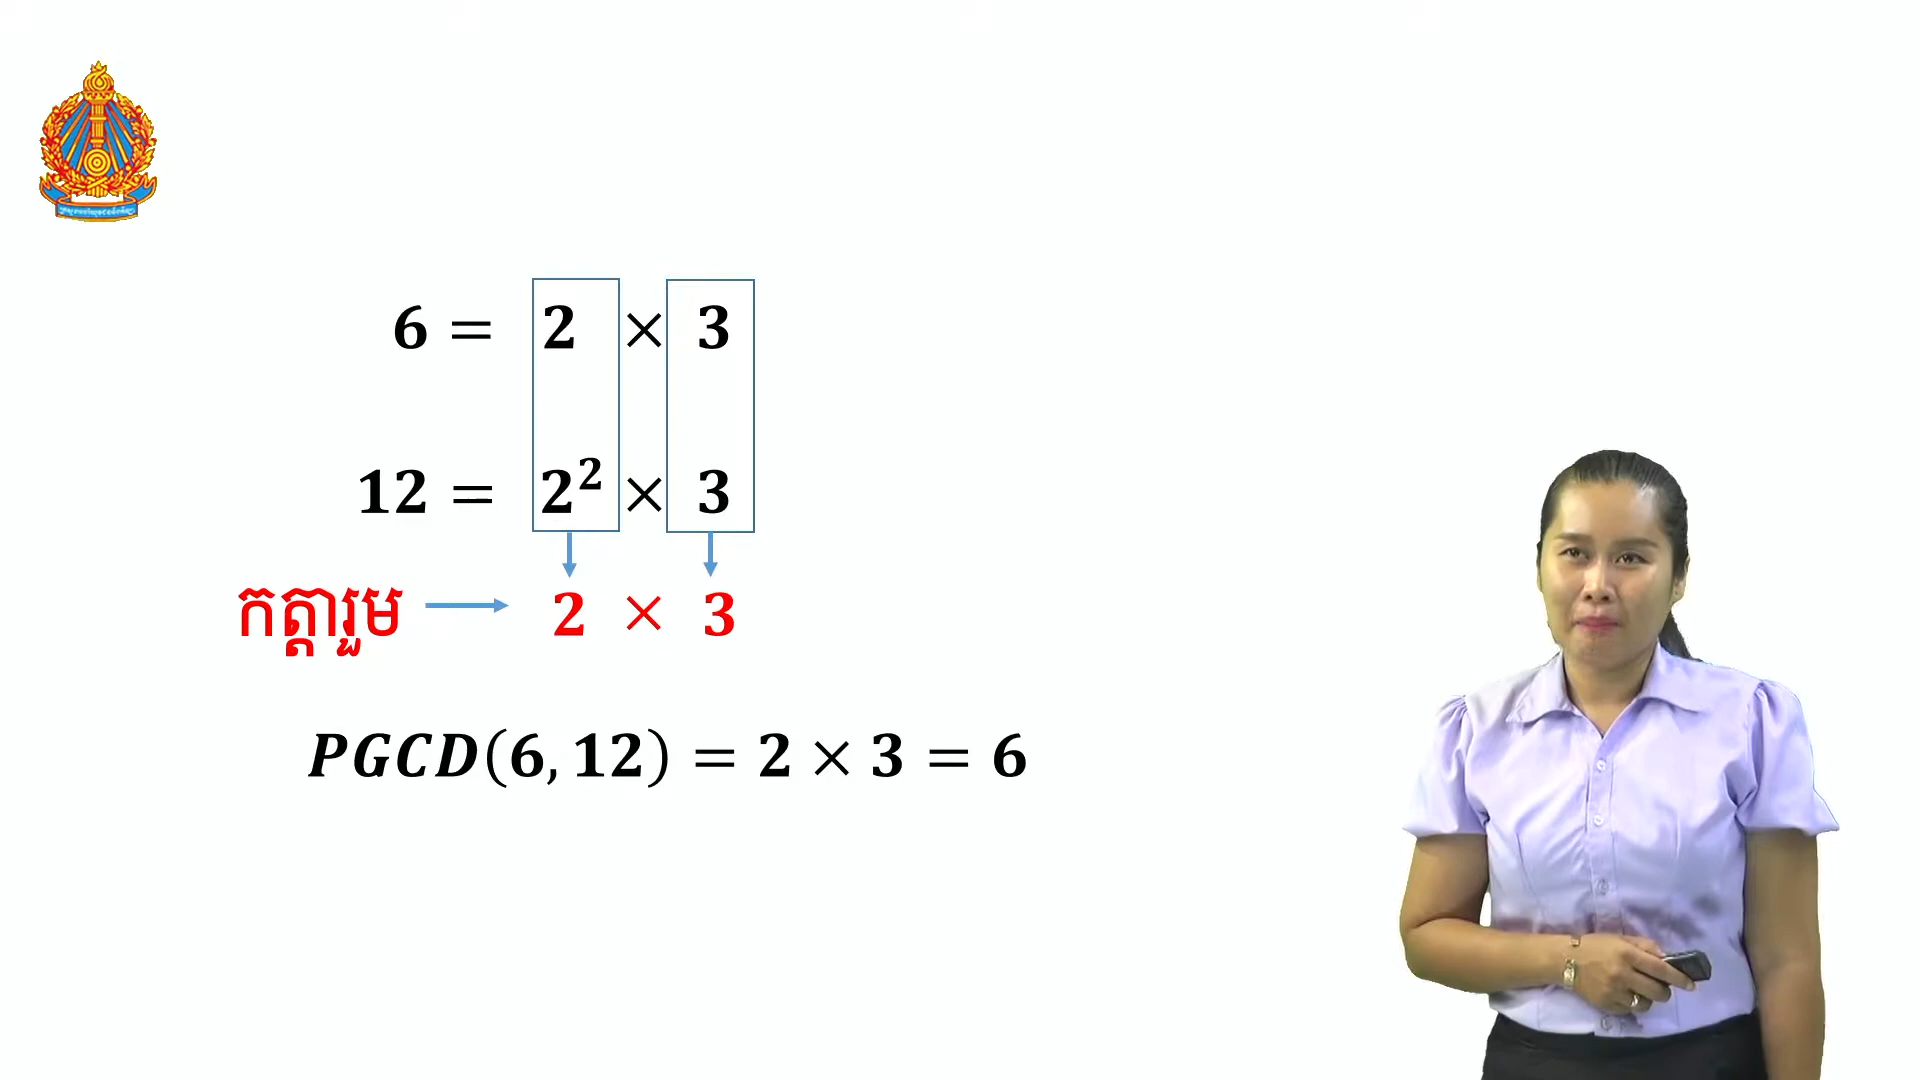 6 = 2 × 3
12 = 2² × 3
កត្តារួម → 2 × 3
PGCD(6, 12) = 2 × 3 = 6